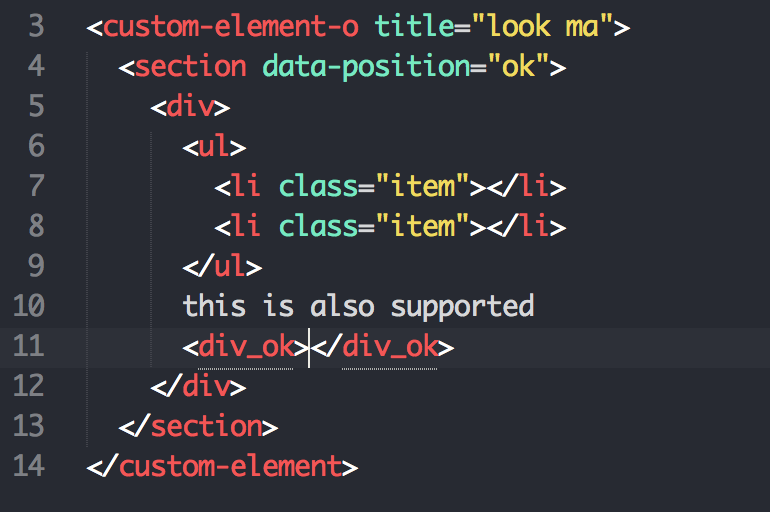 3 <custom-element-o title="look ma">
4 <section data-position="ok">
5 <div>
6 <ul>
7 <li class="item"></li>
8 <li class="item"></li>
9 </ul>
10 this is also supported
11 <div_ok></div_ok>
12 </div>
13 </section>
14 </custom-element>